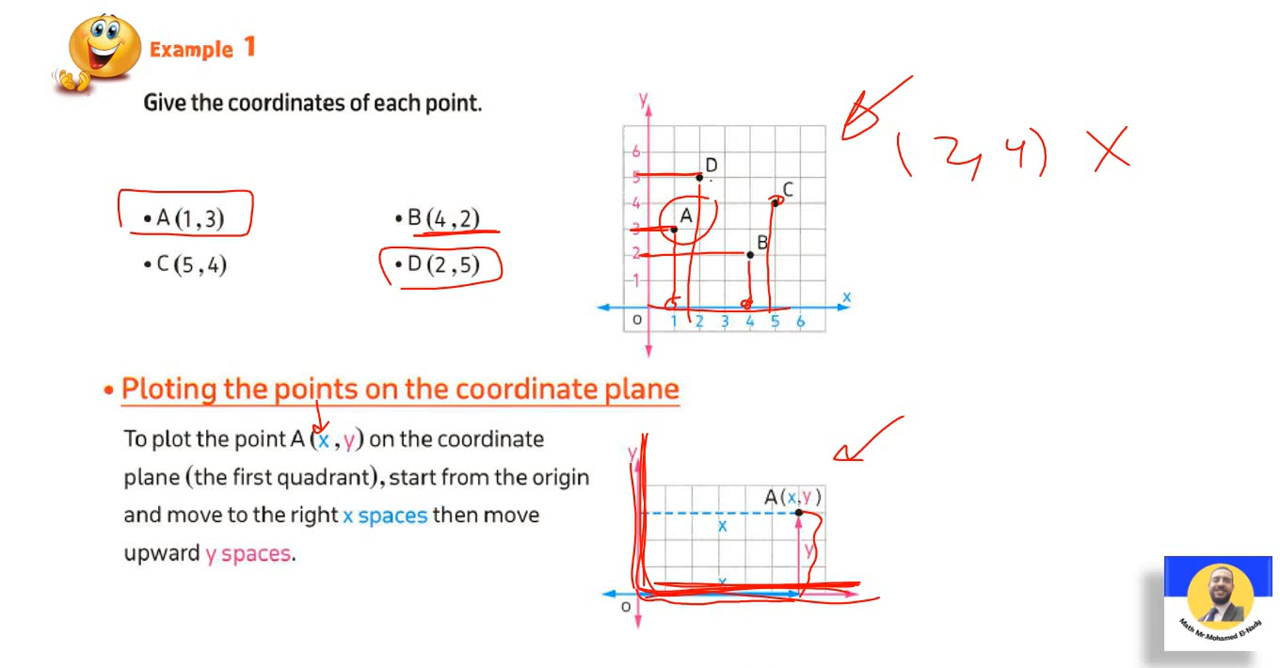 Example 1
Give the coordinates of each point.
• A (1,3)
• B (4,2)
• C (5,4)
• D (2,5)
y
6
5
4
3
2
1
O
1 2 3 4 5 6
x
D
C
A
B
(2,4) X
• Ploting the points on the coordinate plane
To plot the point A (x,y) on the coordinate
plane (the first quadrant), start from the origin
and move to the right x spaces then move
upward y spaces.
y
A(x,y)
x
y
x
O
Math Mr.Mohamed El-Nady